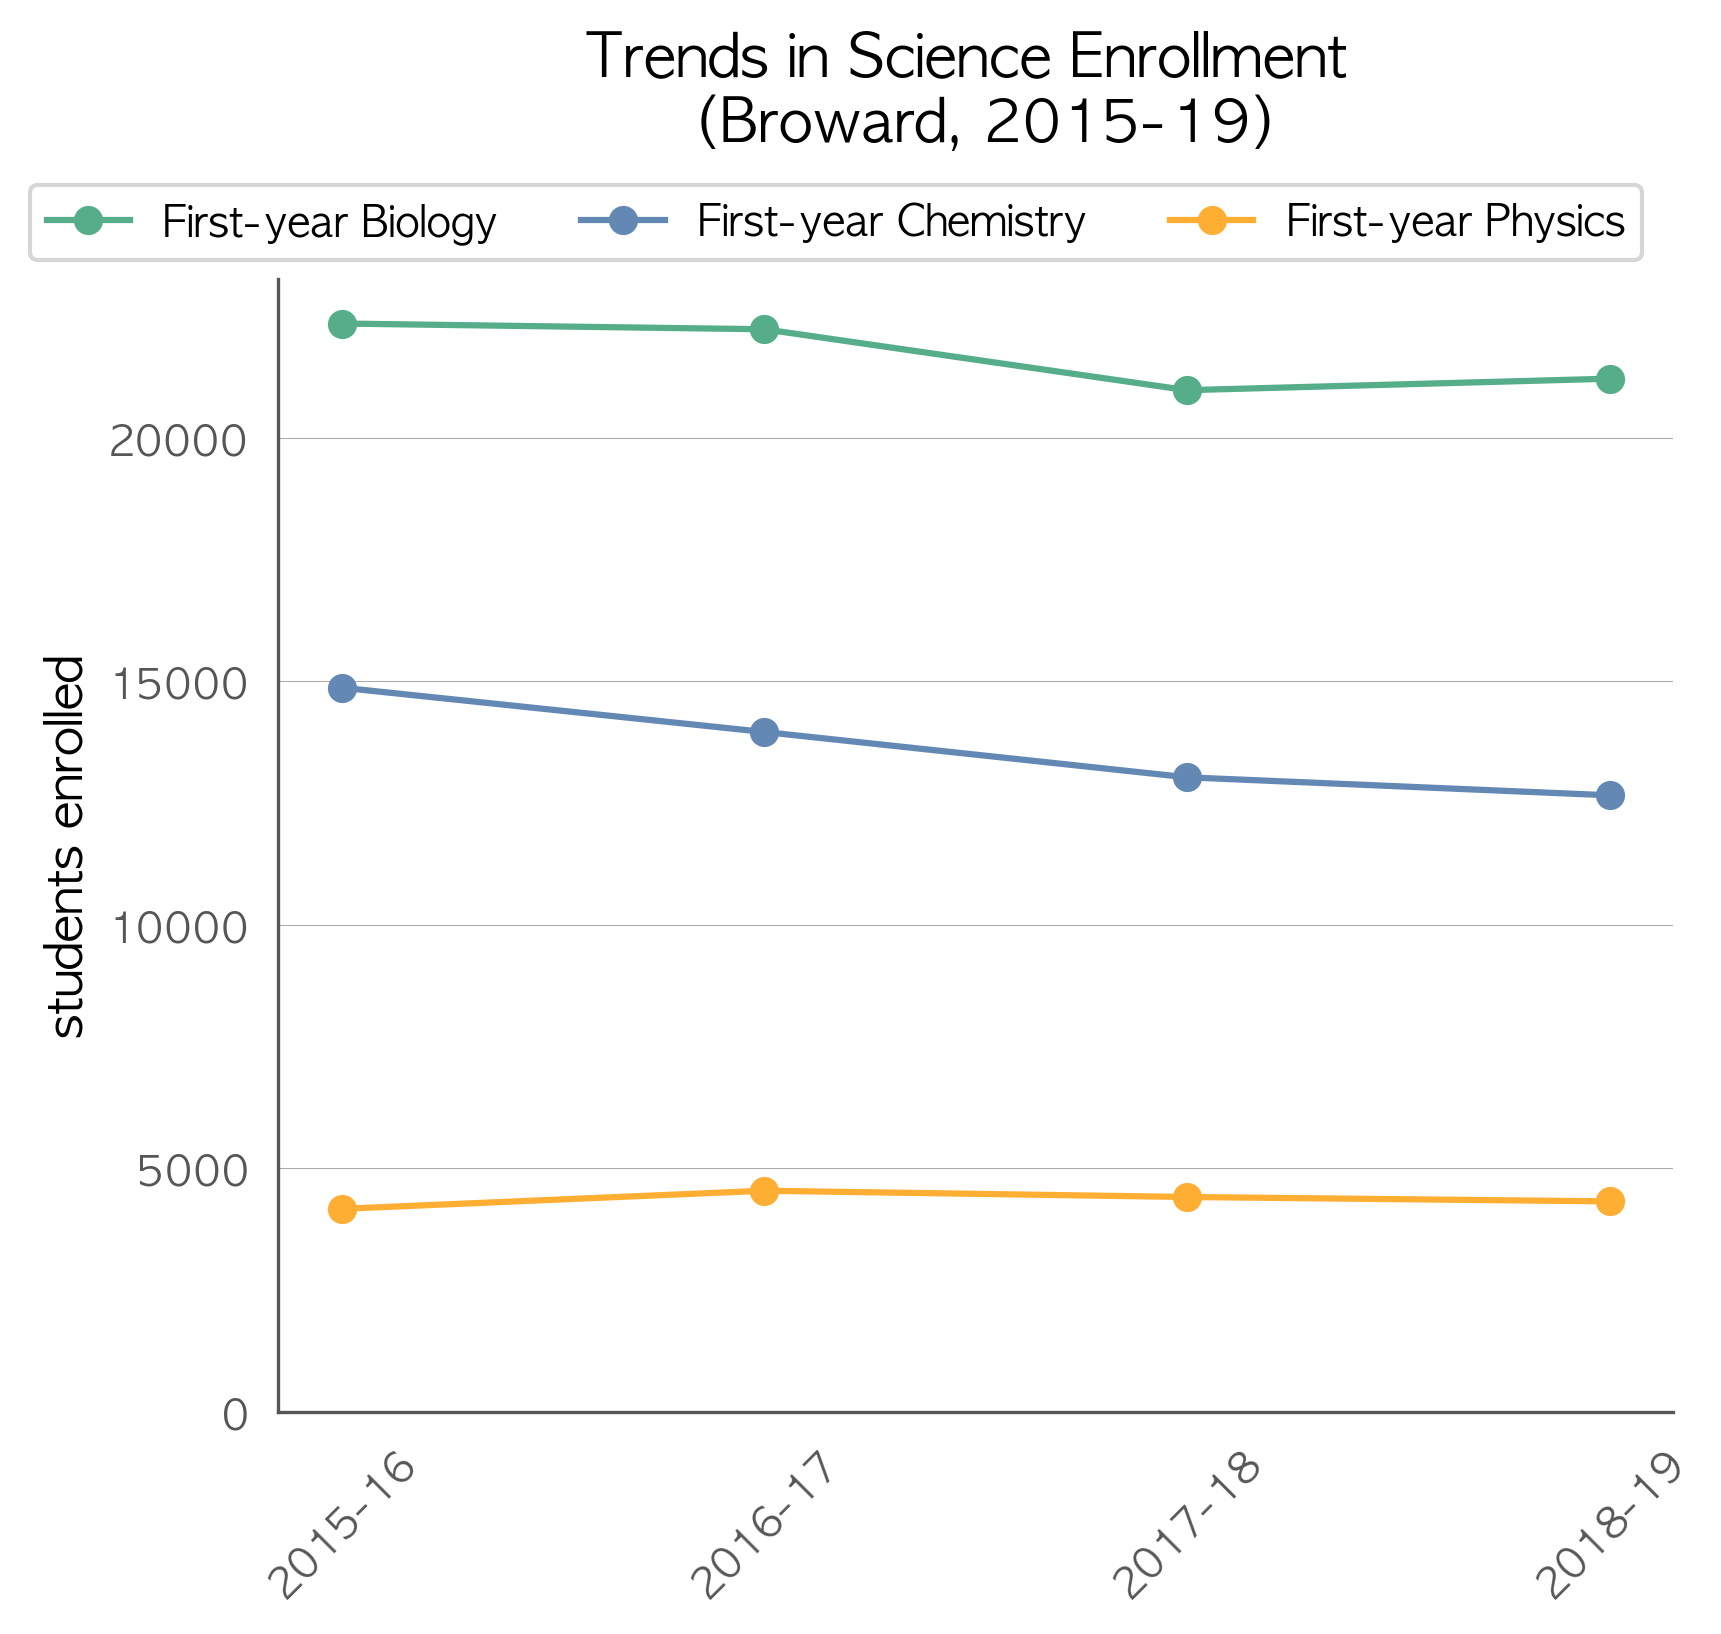 Trends in Science Enrollment
(Broward, 2015-19)
First-year Biology
First-year Chemistry
First-year Physics
students enrolled
20000
15000
10000
5000
0
2015-16
2016-17
2017-18
2018-19